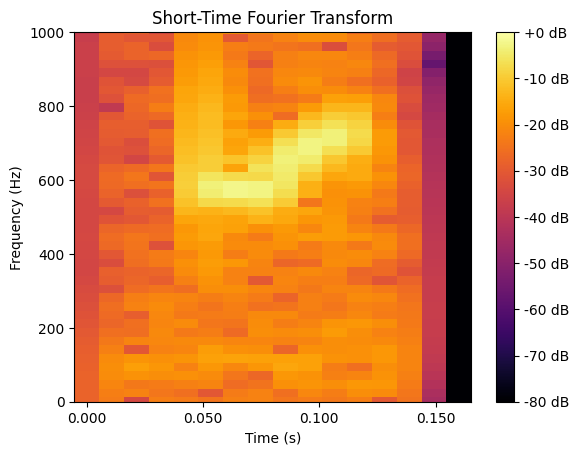 Short-Time Fourier Transform
1000
800
600
400
200
0
Frequency (Hz)
0.000
0.050
0.100
0.150
Time (s)
+0 dB
-10 dB
-20 dB
-30 dB
-40 dB
-50 dB
-60 dB
-70 dB
-80 dB